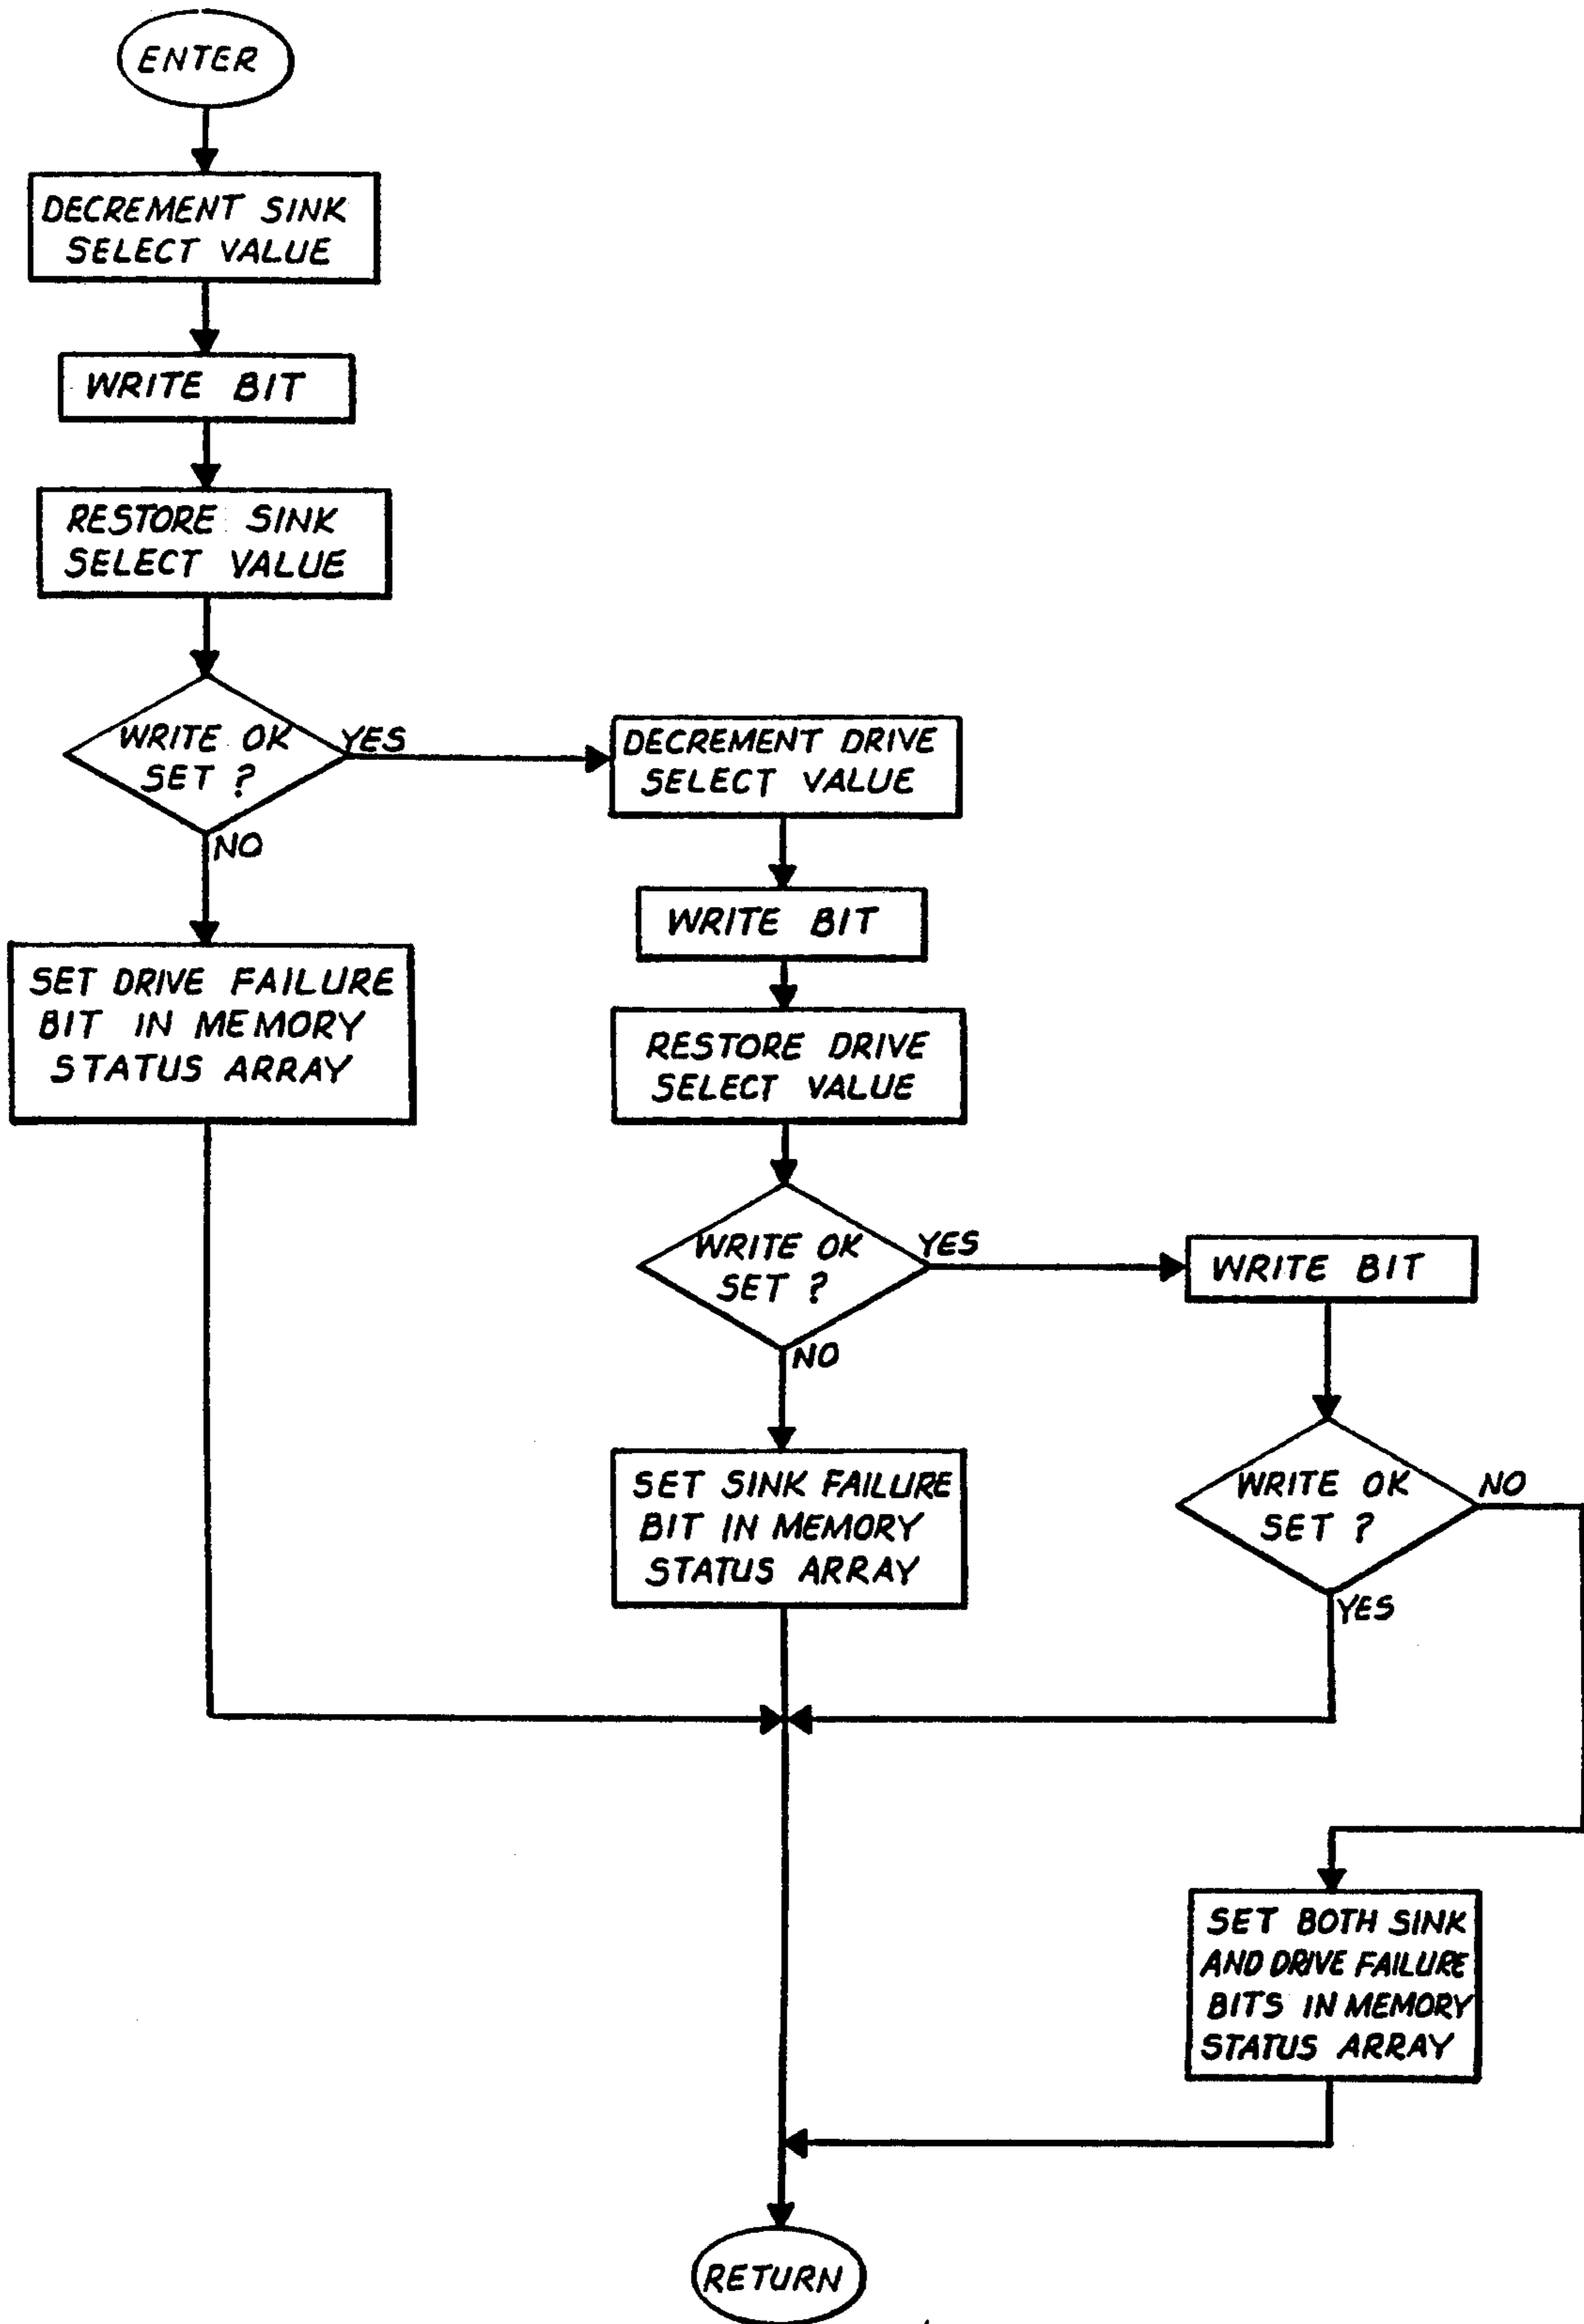 ENTER
DECREMENT SINK
SELECT VALUE
WRITE BIT
RESTORE SINK
SELECT VALUE
WRITE OK
SET ?
YES
NO
SET DRIVE FAILURE
BIT IN MEMORY
STATUS ARRAY
DECREMENT DRIVE
SELECT VALUE
WRITE BIT
RESTORE DRIVE
SELECT VALUE
WRITE OK
SET ?
YES
NO
SET SINK FAILURE
BIT IN MEMORY
STATUS ARRAY
WRITE BIT
WRITE OK
SET ?
NO
YES
SET BOTH SINK
AND DRIVE FAILURE
BITS IN MEMORY
STATUS ARRAY
RETURN